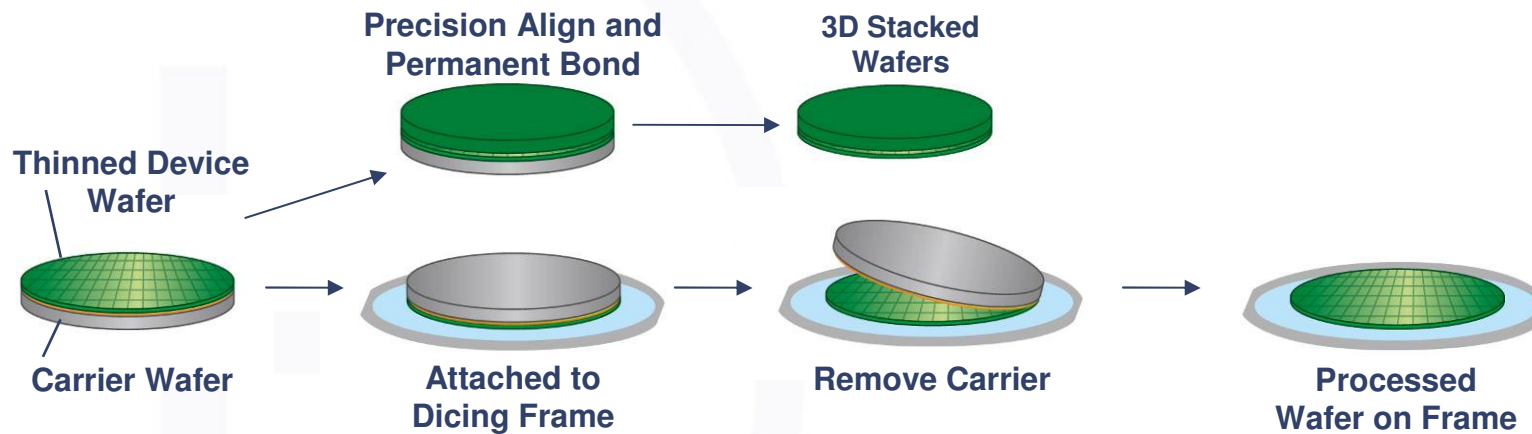 Precision Align and
Permanent Bond
3D Stacked
Wafers
Thinned Device
Wafer
Carrier Wafer
Attached to
Dicing Frame
Remove Carrier
Processed
Wafer on Frame